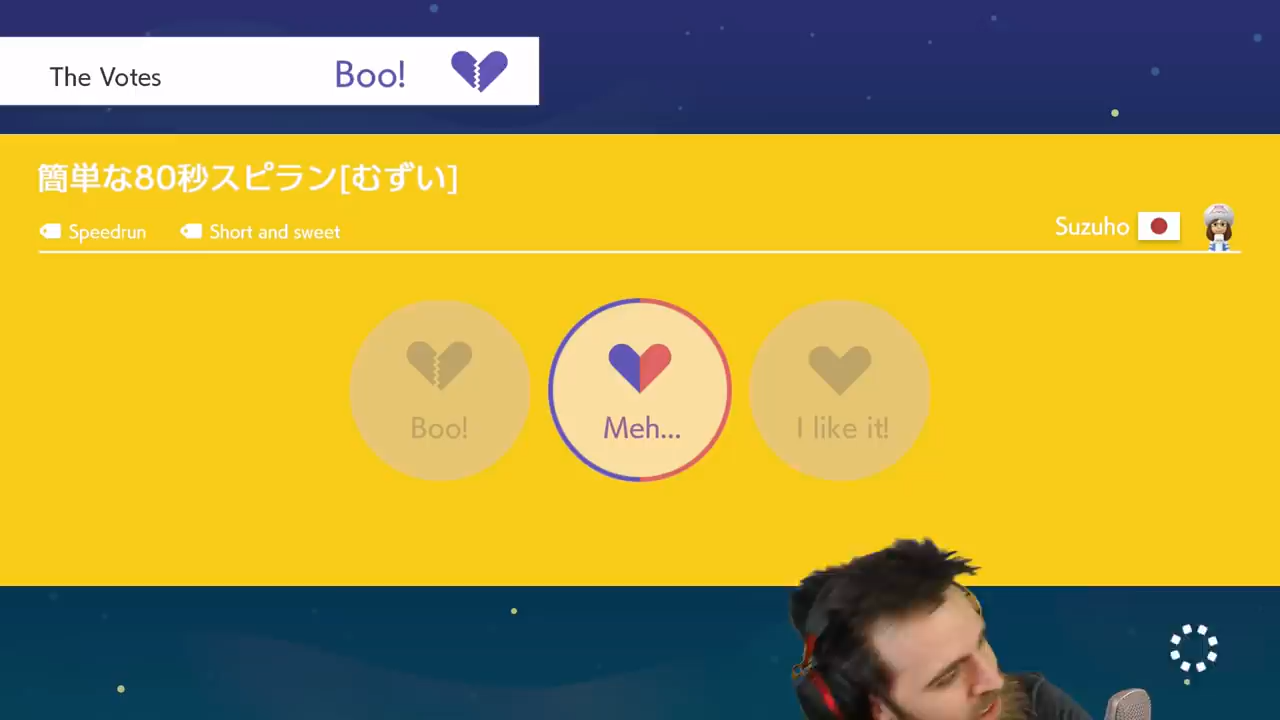 The Votes Boo!
簡単な80秒スピラン[むずい]
Speedrun Short and sweet
Suzuho
Boo! Meh... I like it!